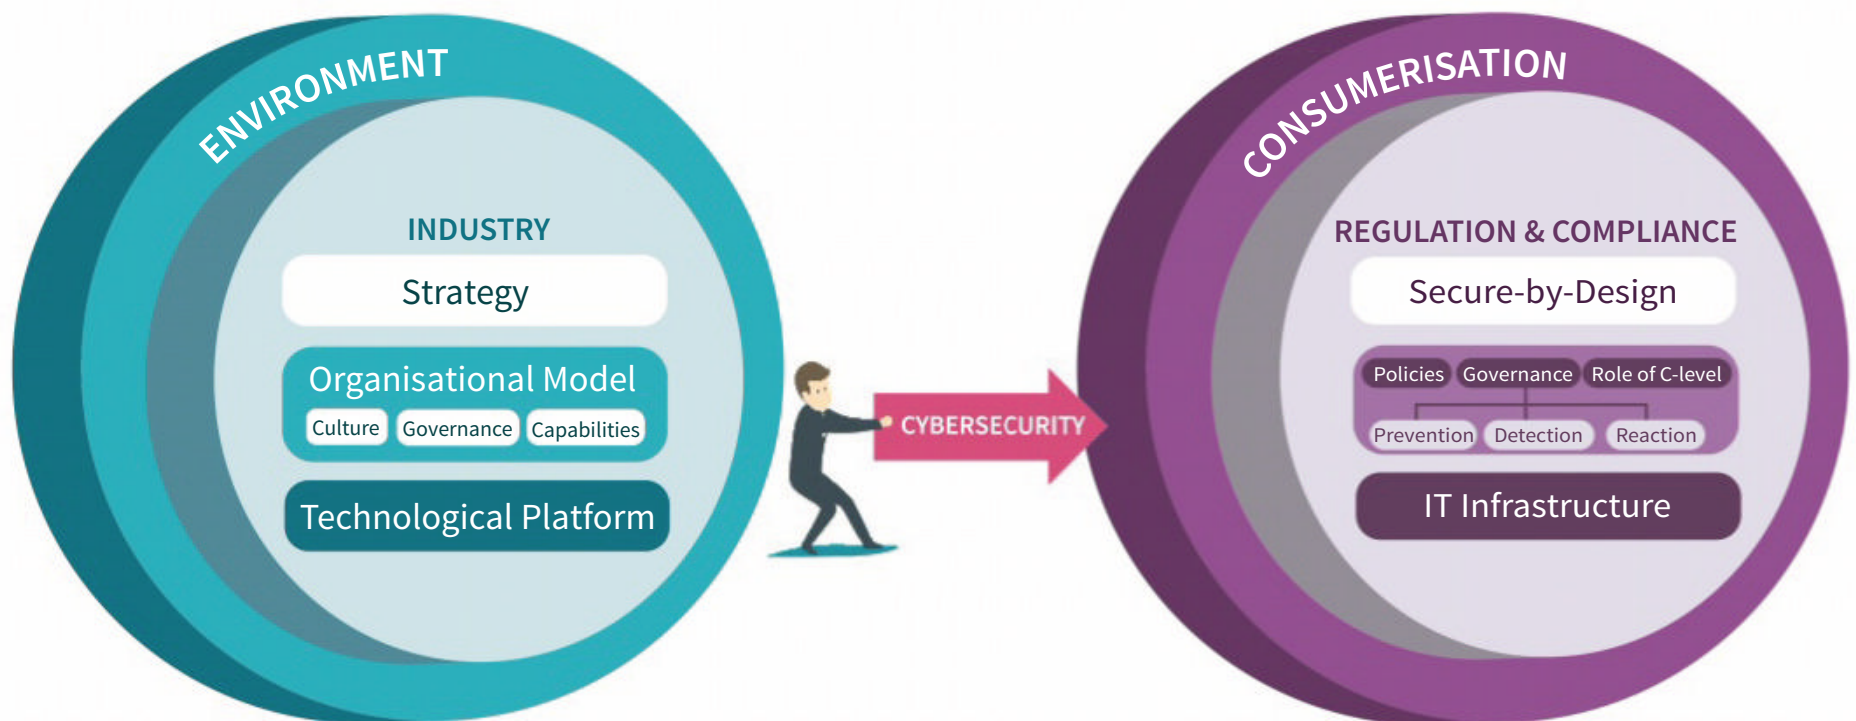 ENVIRONMENT
INDUSTRY
Strategy
Organisational Model
Culture Governance Capabilities
Technological Platform
CYBERSECURITY
CONSUMERISATION
REGULATION & COMPLIANCE
Secure-by-Design
Policies Governance Role of C-level
Prevention Detection Reaction
IT Infrastructure